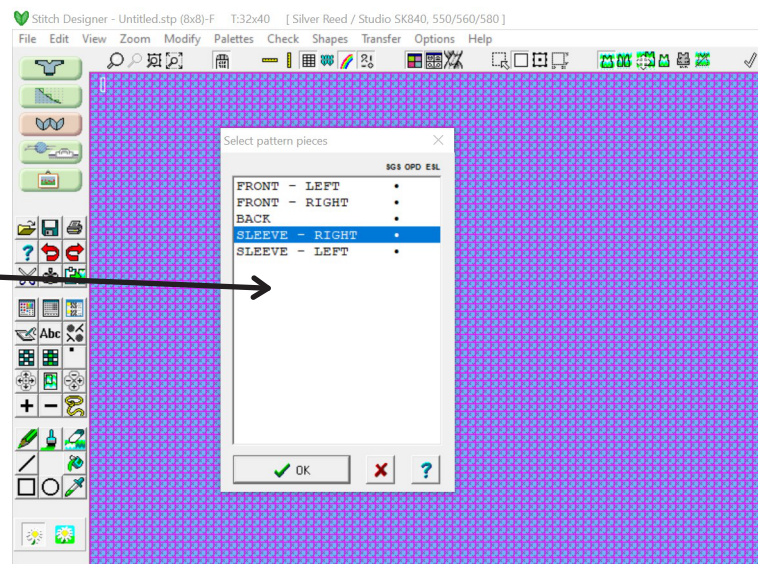 Stitch Designer - Untitled.stp (8x8)-F T:32x40 [ Silver Reed / Studio SK840, 550/560/580 ]
File Edit View Zoom Modify Palettes Check Shapes Transfer Options Help
Select pattern pieces
SGS OPD ESL
FRONT - LEFT
FRONT - RIGHT
BACK
SLEEVE - RIGHT
SLEEVE - LEFT
Abc
OK